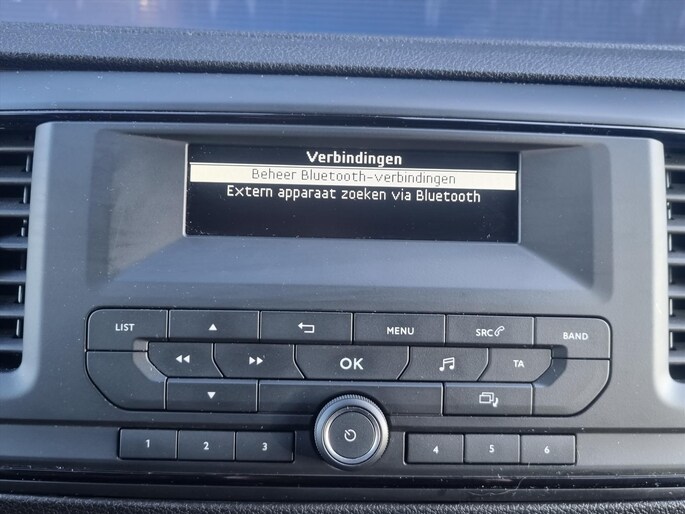 Verbindingen
Beheer Bluetooth-verbindingen
Extern apparaat zoeken via Bluetooth
LIST
MENU
SRC
BAND
OK
TA
1 2 3
4 5 6